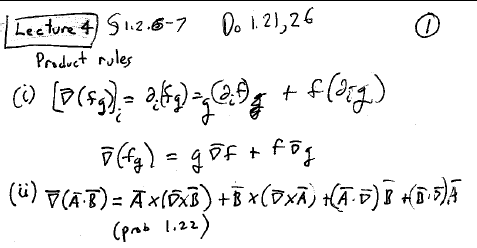 Lecture 4 § 1.2.6-7 Do 1.21, 26 ①
Product rules
(i) [∇̄(fg)]ᵢ = ∂ᵢ(fg) = g(∂ᵢf) + f(∂ᵢg)
∇̄(fg) = g ∇̄f + f ∇̄g
(ii) ∇̄(Ā·B̄) = Ā×(∇̄×B̄) + B̄×(∇̄×Ā) + (Ā·∇̄)B̄ + (B̄·∇̄)Ā
(prob 1.22)